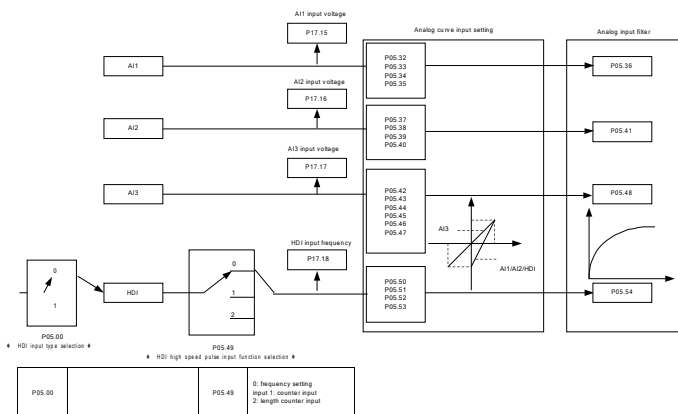 AI1 input voltage
P17.15
Analog curve input setting
Analog input filter
AI1
P05.32
P05.33
P05.34
P05.35
P05.36
AI2 input voltage
P17.16
AI2
P05.37
P05.38
P05.39
P05.40
P05.41
AI3 input voltage
P17.17
AI3
P05.42
P05.43
P05.44
P05.45
P05.46
P05.47
P05.48
AI3
AI1/AI2/HDI
HDI input frequency
P17.18
0
1
HDI
0
1
2
P05.50
P05.51
P05.52
P05.53
P05.54
P05.00
HDI input type selection
P05.49
HDI high speed pulse input function selection
P05.00
P05.49
0: frequency setting
input 1: counter input
2: length counter input